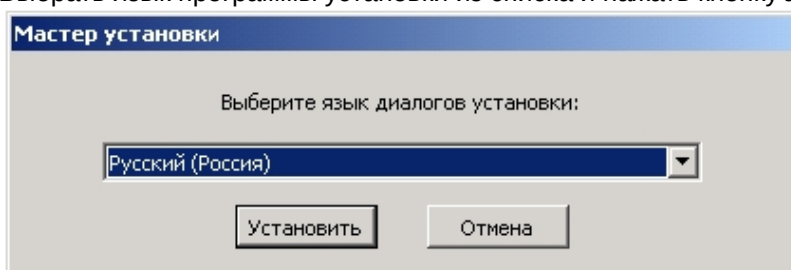 Мастер установки
Выберите язык диалогов установки:
Русский (Россия)
Установить Отмена